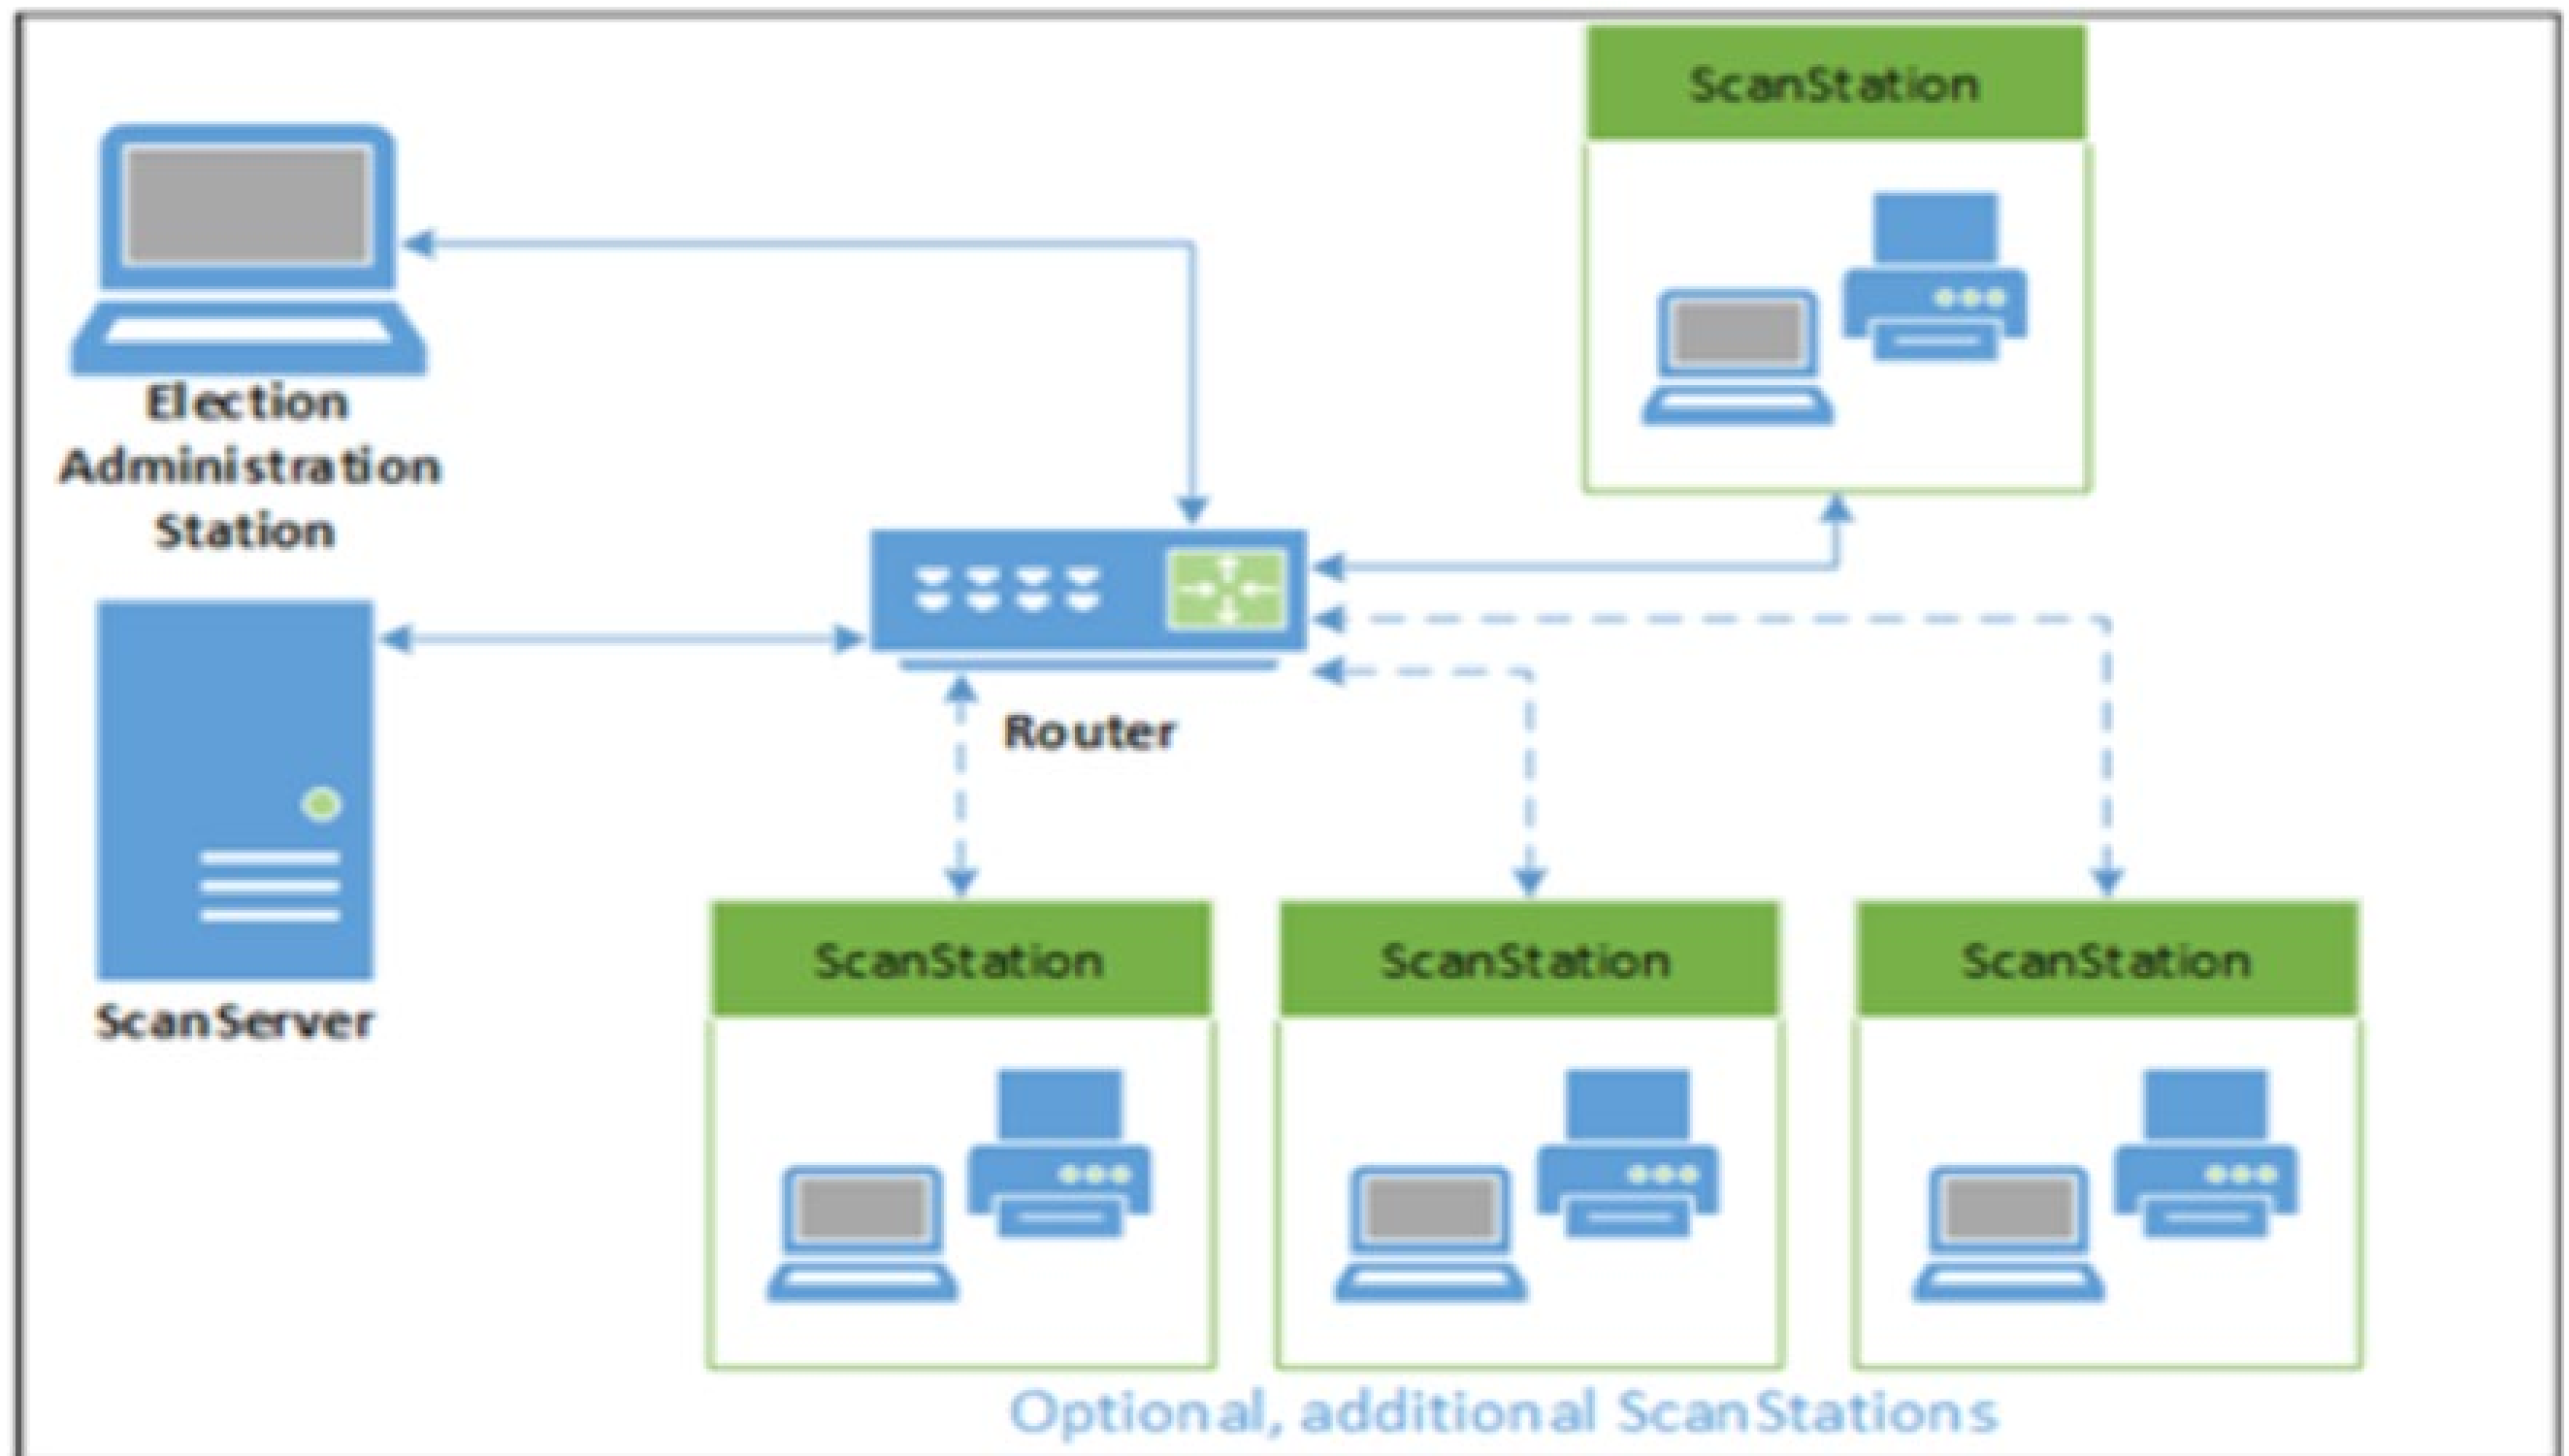 ScanStation
Election
Administration
Station
Router
ScanServer
ScanStation
ScanStation
ScanStation
Optional, additional ScanStations